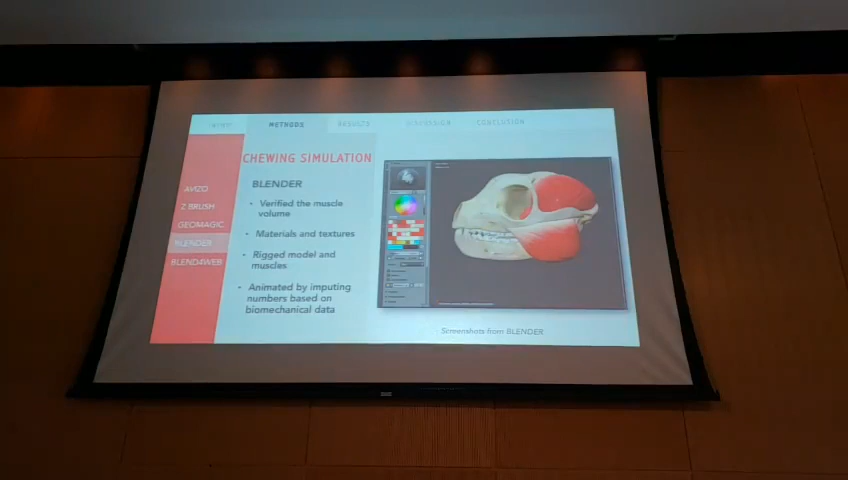 INTRO METHODS RESULTS DISCUSSION CONCLUSION
CHEWING SIMULATION
AVIZO
Z BRUSH
GEOMAGIC
BLENDER
BLEND4WEB
BLENDER
• Verified the muscle
volume
• Materials and textures
• Rigged model and
muscles
• Animated by imputing
numbers based on
biomechanical data
Screenshots from BLENDER